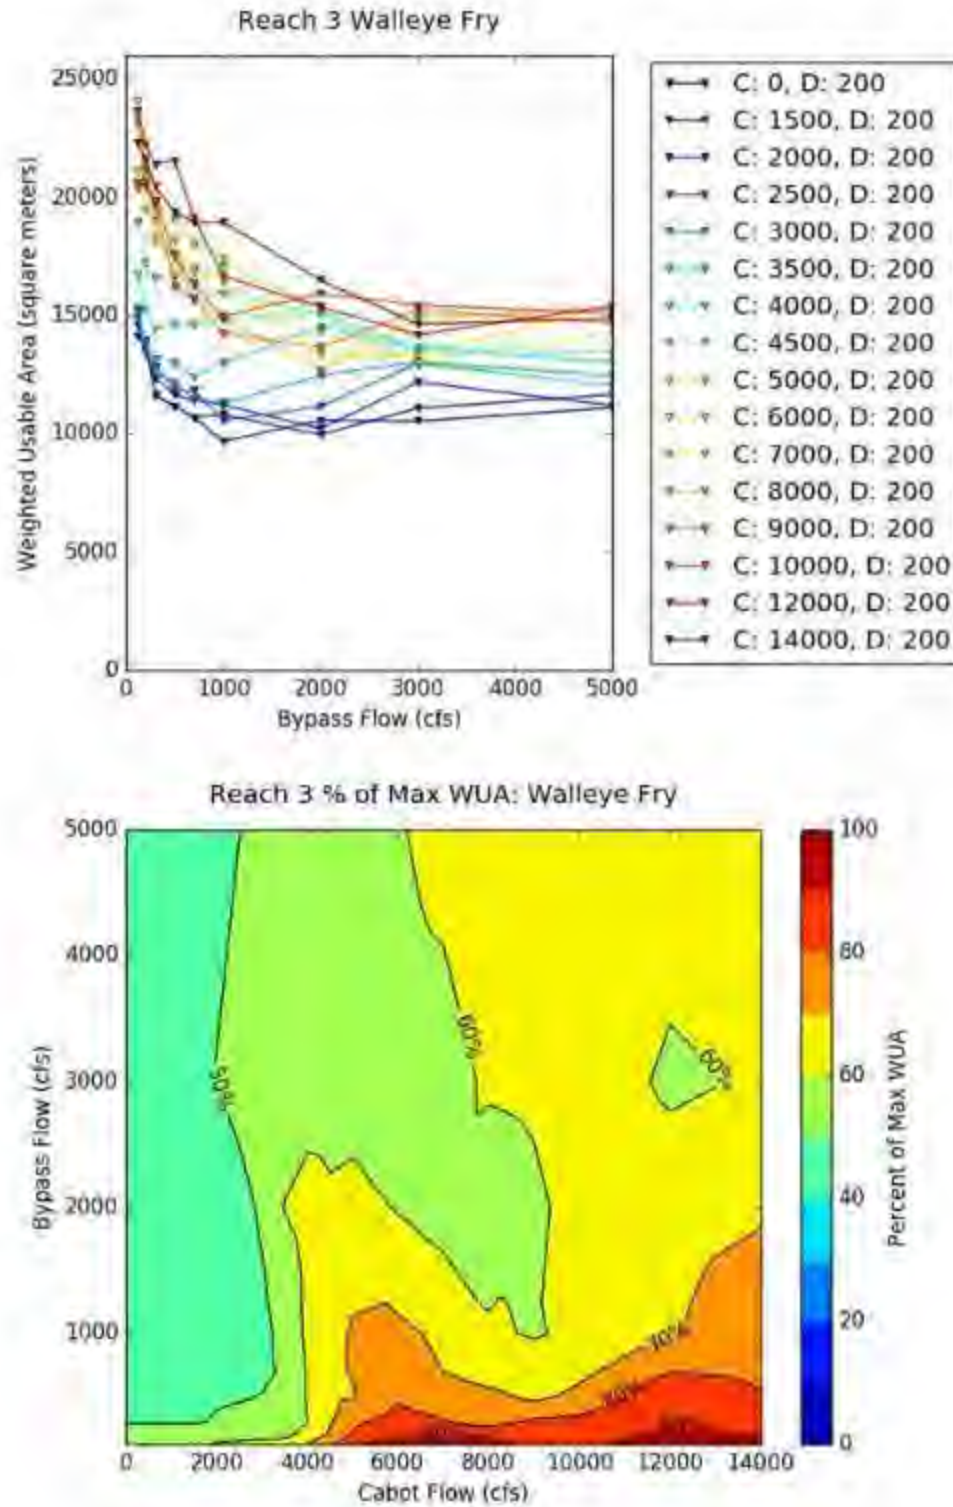 Reach 3 Walleye Fry
25000
20000
15000
10000
5000
0
Weighted Usable Area (square meters)
0 1000 2000 3000 4000 5000
Bypass Flow (cfs)
C: 0, D: 200
C: 1500, D: 200
C: 2000, D: 200
C: 2500, D: 200
C: 3000, D: 200
C: 3500, D: 200
C: 4000, D: 200
C: 4500, D: 200
C: 5000, D: 200
C: 6000, D: 200
C: 7000, D: 200
C: 8000, D: 200
C: 9000, D: 200
C: 10000, D: 200
C: 12000, D: 200
C: 14000, D: 200
Reach 3 % of Max WUA: Walleye Fry
5000
4000
3000
2000
1000
Bypass Flow (cfs)
50%
60%
60%
70%
0 2000 4000 6000 8000 10000 12000 14000
Cabot Flow (cfs)
100
80
60
40
20
0
Percent of Max WUA